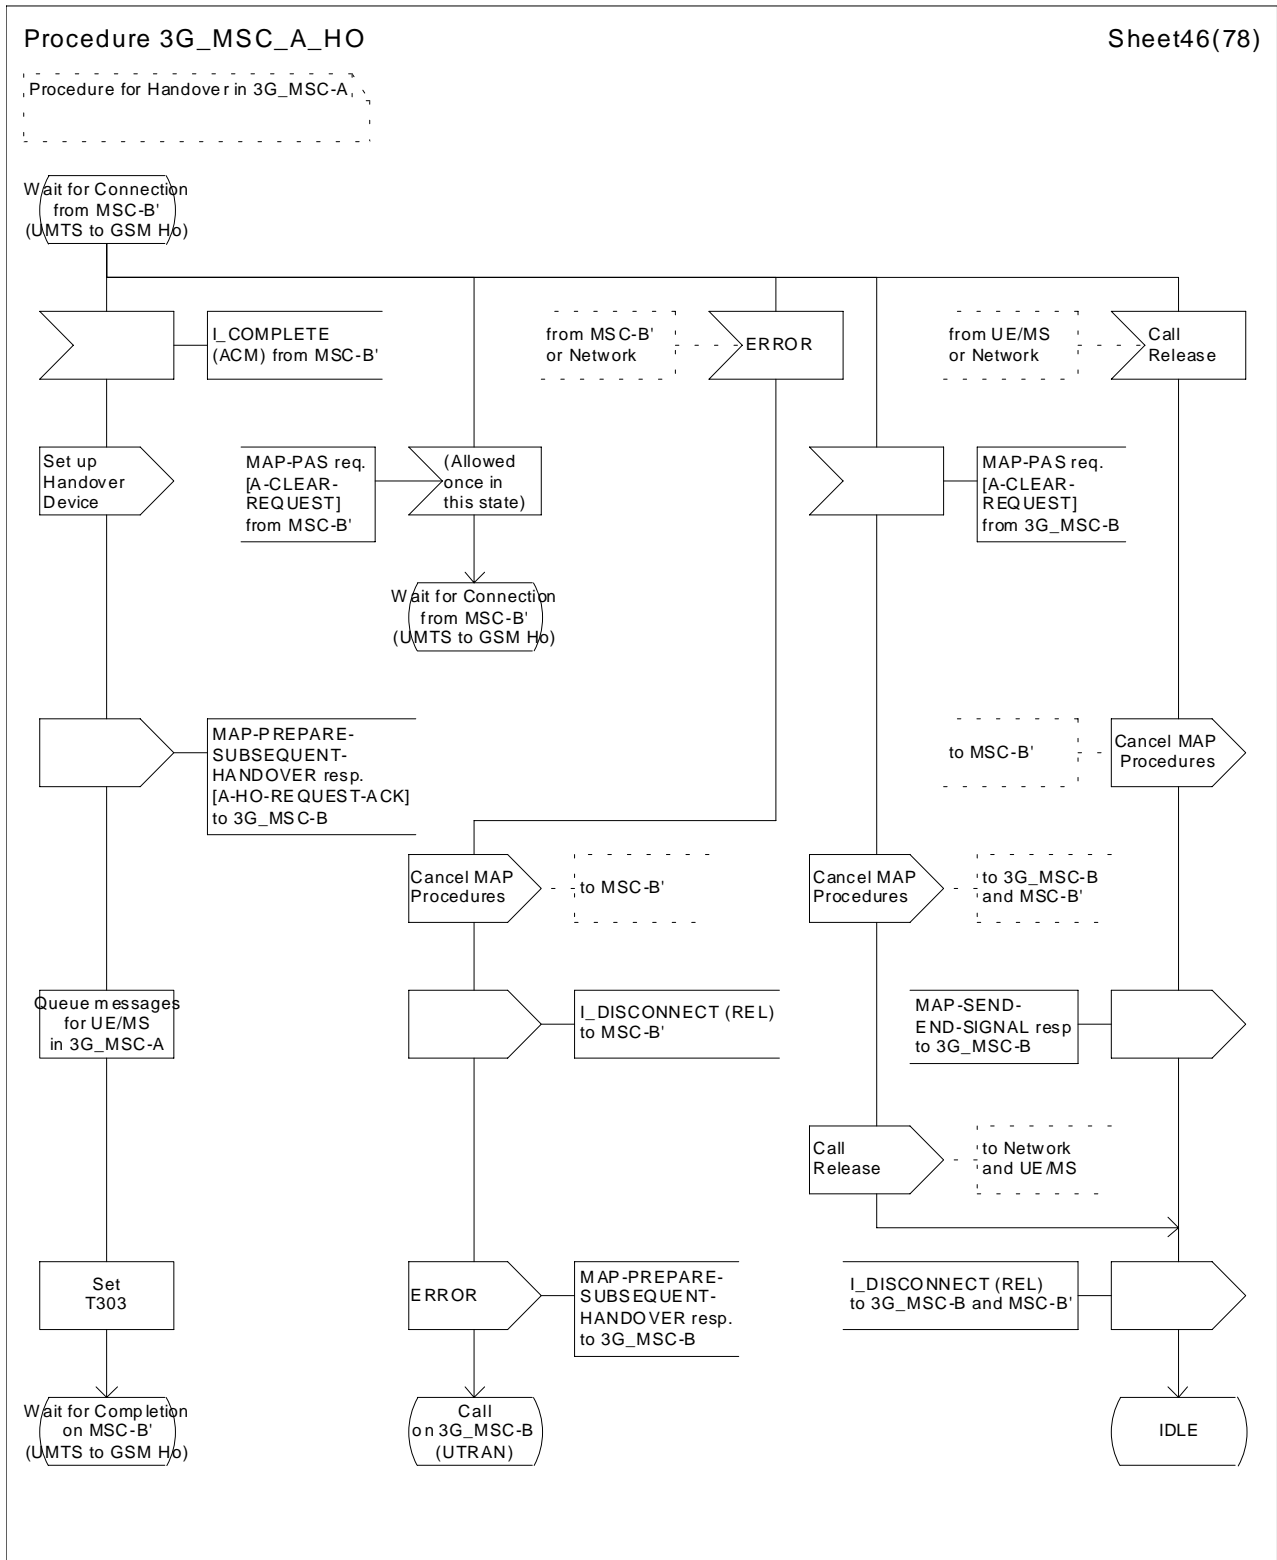 Procedure 3G_MSC_A_HO
Sheet46(78)
Procedure for Handover in 3G_MSC-A
Wait for Connection
from MSC-B'
(UMTS to GSM Ho)
I_COMPLETE
(ACM) from MSC-B'
from MSC-B'
or Network
ERROR
from UE/MS
or Network
Call
Release
Set up
Handover
Device
MAP-PAS req.
[A-CLEAR-
REQUEST]
from MSC-B'
(Allowed
once in
this state)
MAP-PAS req.
[A-CLEAR-
REQUEST]
from 3G_MSC-B
Wait for Connection
from MSC-B'
(UMTS to GSM Ho)
MAP-PREPARE-
SUBSEQUENT-
HANDOVER resp.
[A-HO-REQUEST-ACK]
to 3G_MSC-B
to MSC-B'
Cancel MAP
Procedures
Cancel MAP
Procedures
to MSC-B'
Cancel MAP
Procedures
to 3G_MSC-B
and MSC-B'
Queue messages
for UE/MS
in 3G_MSC-A
I_DISCONNECT (REL)
to MSC-B'
MAP-SEND-
END-SIGNAL resp
to 3G_MSC-B
Call
Release
to Network
and UE/MS
Set
T303
ERROR
MAP-PREPARE-
SUBSEQUENT-
HANDOVER resp.
to 3G_MSC-B
I_DISCONNECT (REL)
to 3G_MSC-B and MSC-B'
Wait for Completion
on MSC-B'
(UMTS to GSM Ho)
Call
on 3G_MSC-B
(UTRAN)
IDLE